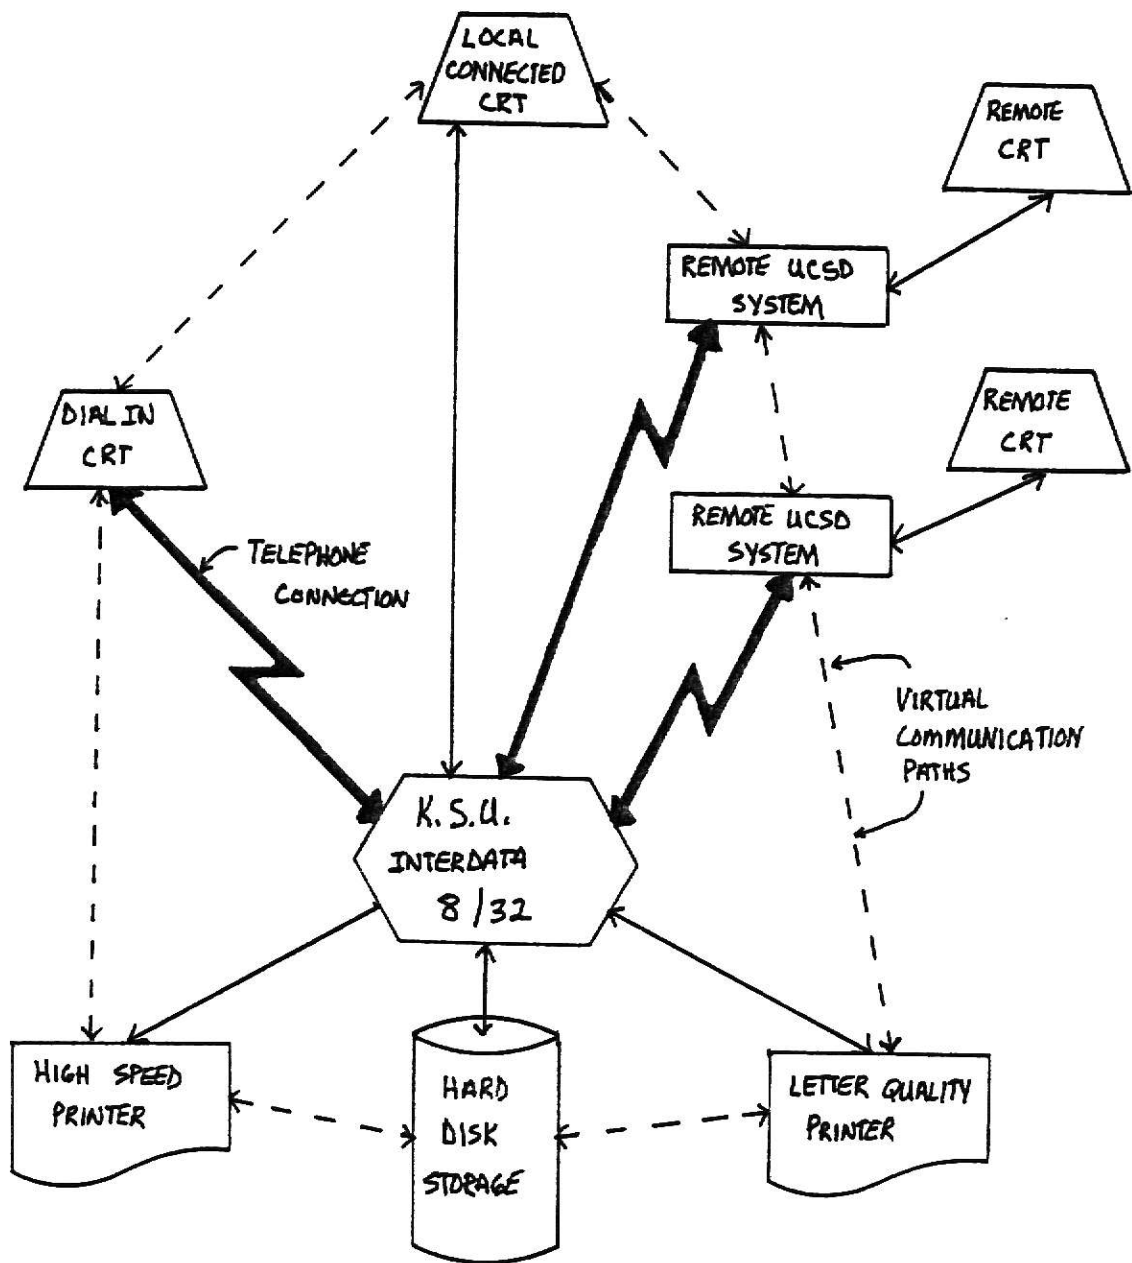 LOCAL
CONNECTED
CRT
REMOTE
CRT
REMOTE UCSD
SYSTEM
DIAL IN
CRT
REMOTE
CRT
REMOTE UCSD
SYSTEM
TELEPHONE
CONNECTION
VIRTUAL
COMMUNICATION
PATHS
K.S.U.
INTERDATA
8/32
HIGH SPEED
PRINTER
HARD
DISK
STORAGE
LETTER QUALITY
PRINTER